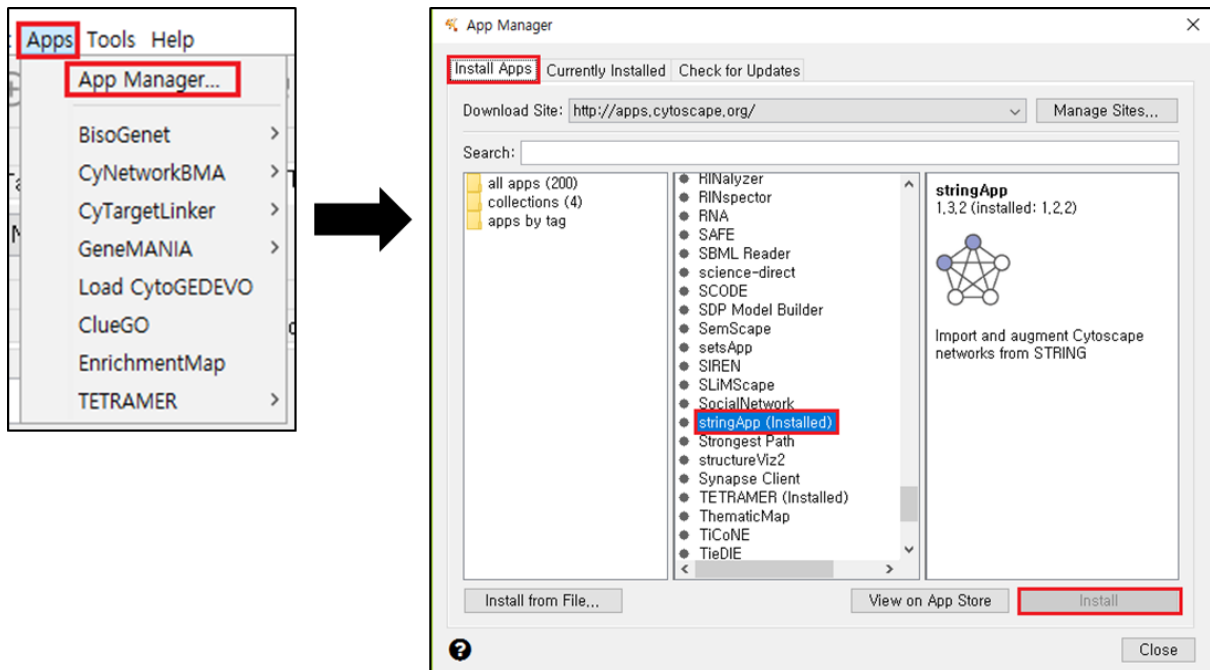 Apps Tools Help
App Manager...
BisoGenet
CyNetworkBMA
CyTargetLinker
GeneMANIA
Load CytoGEDEVO
ClueGO
EnrichmentMap
TETRAMER
App Manager
Install Apps Currently Installed Check for Updates
Download Site: http://apps.cytoscape.org/ Manage Sites...
Search:
all apps (200)
collections (4)
apps by tag
RINalyzer
RINspector
RNA
SAFE
SBML Reader
science-direct
SCODE
SDP Model Builder
SemScape
setsApp
SIREN
SLiMScape
SocialNetwork
stringApp (Installed)
Strongest Path
structureViz2
Synapse Client
TETRAMER (Installed)
ThematicMap
TiCoNE
TieDIE
stringApp
1.3.2 (installed: 1.2.2)
Import and augment Cytoscape
networks from STRING
Install from File... View on App Store Install
Close